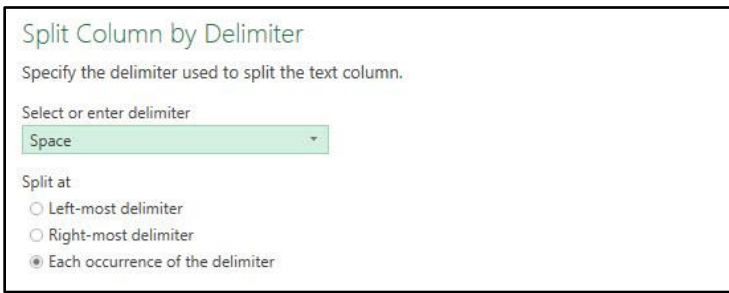 Split Column by Delimiter
Specify the delimiter used to split the text column.
Select or enter delimiter
Space
Split at
Left-most delimiter
Right-most delimiter
Each occurrence of the delimiter